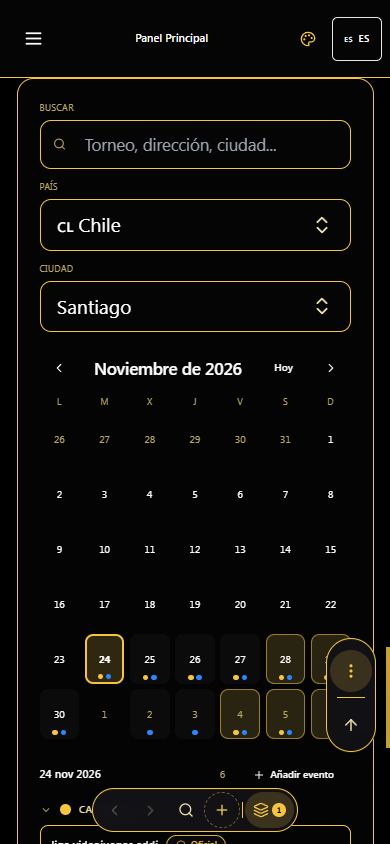 Panel Principal
ES ES
BUSCAR
Torneo, dirección, ciudad...
PAÍS
CL Chile
CIUDAD
Santiago
Noviembre de 2026 Hoy
L M X J V S D
26 27 28 29 30 31 1
2 3 4 5 6 7 8
9 10 11 12 13 14 15
16 17 18 19 20 21 22
23 24 25 26 27 28
30 1 2 3 4 5
24 nov 2026 6 Añadir evento
1
Oficial